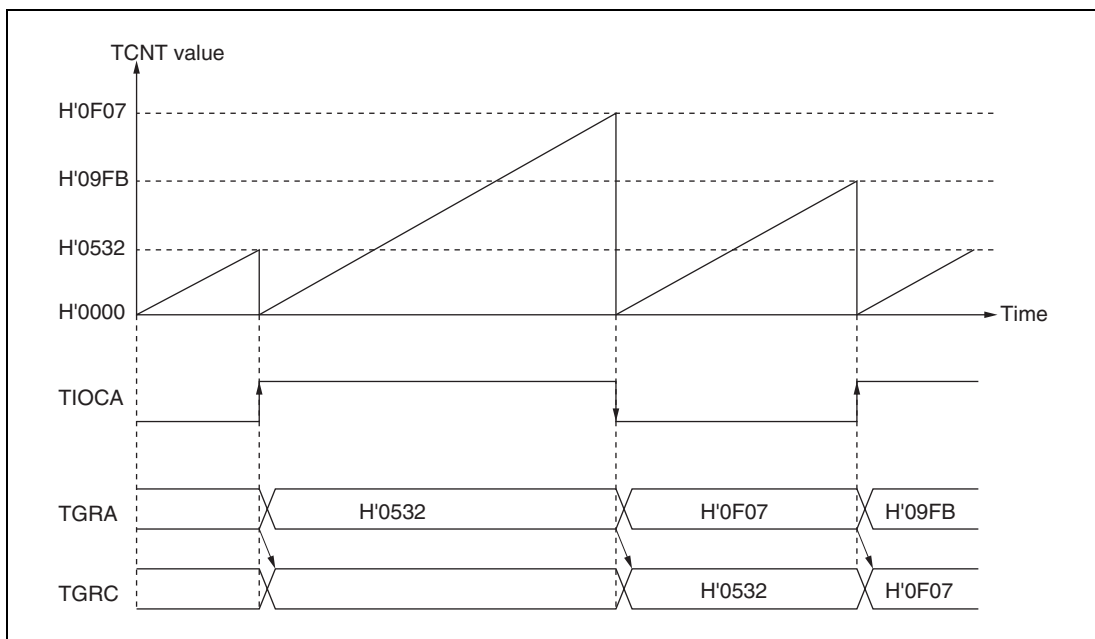 TCNT value
H'0F07
H'09FB
H'0532
H'0000
Time
TIOCA
TGRA
H'0532
H'0F07
H'09FB
TGRC
H'0532
H'0F07